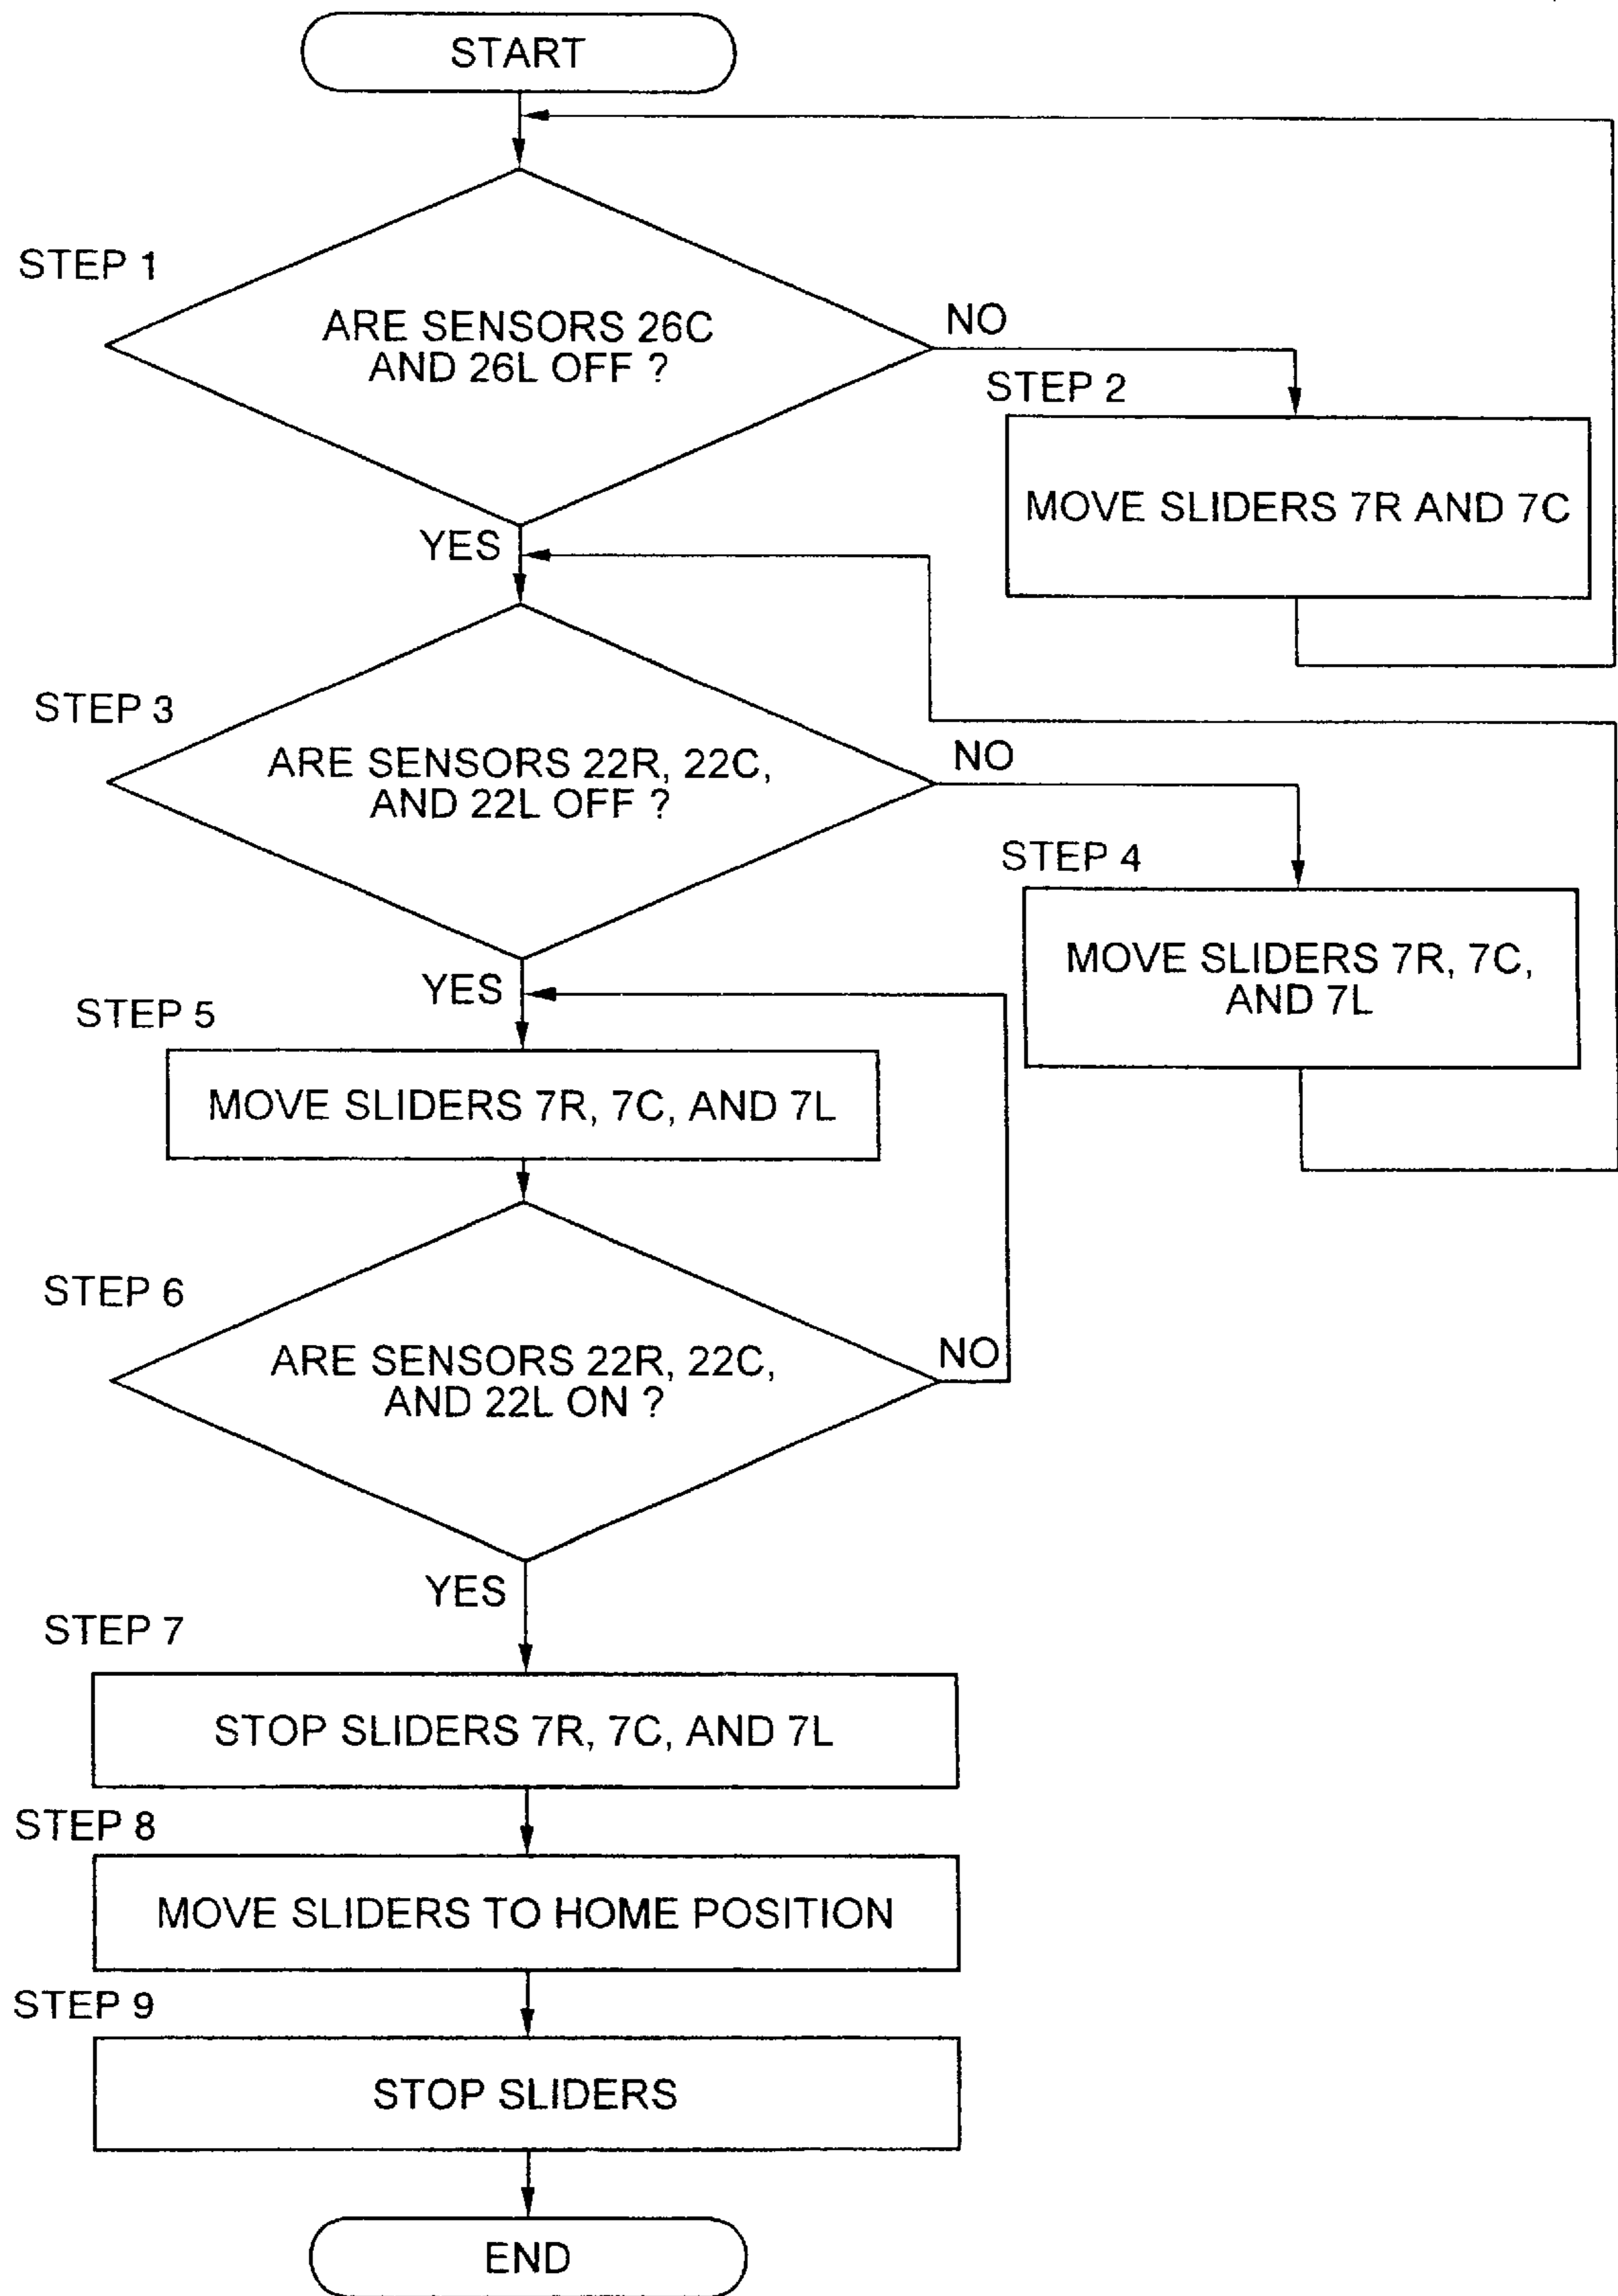 START
STEP 1
ARE SENSORS 26C
AND 26L OFF ?
NO
STEP 2
MOVE SLIDERS 7R AND 7C
YES
STEP 3
ARE SENSORS 22R, 22C,
AND 22L OFF ?
NO
STEP 4
MOVE SLIDERS 7R, 7C,
AND 7L
YES
STEP 5
MOVE SLIDERS 7R, 7C, AND 7L
STEP 6
ARE SENSORS 22R, 22C,
AND 22L ON ?
NO
YES
STEP 7
STOP SLIDERS 7R, 7C, AND 7L
STEP 8
MOVE SLIDERS TO HOME POSITION
STEP 9
STOP SLIDERS
END